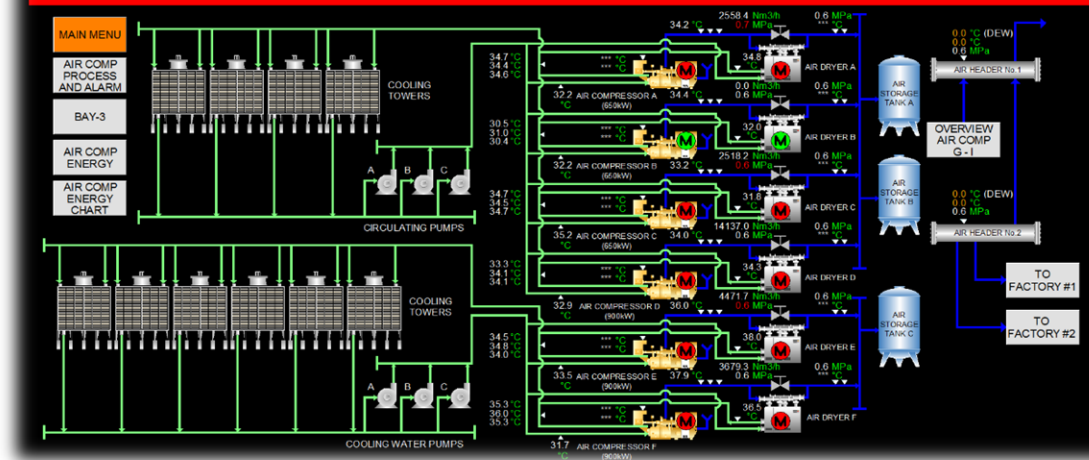 MAIN MENU
AIR COMP
PROCESS
AND ALARM
BAY-3
AIR COMP
ENERGY
AIR COMP
ENERGY
CHART
COOLING
TOWERS
A B C
CIRCULATING PUMPS
COOLING
TOWERS
A B C
COOLING WATER PUMPS
34.7 °C
34.4 °C
34.6 °C
32.2 °C
AIR COMPRESSOR A
(650kW)
*** °C
*** °C
M
34.4 °C
34.2 °C
2558.4 Nm3/h
0.7 MPa
0.6 MPa
*** °C
34.8 °C
M
AIR DRYER A
30.5 °C
31.0 °C
30.4 °C
32.2 °C
AIR COMPRESSOR B
(650kW)
*** °C
*** °C
M
33.2 °C
0.0 Nm3/h
0.6 MPa
0.6 MPa
*** °C
32.0 °C
M
AIR DRYER B
34.7 °C
34.5 °C
34.7 °C
35.2 °C
AIR COMPRESSOR C
(650kW)
*** °C
*** °C
M
34.0 °C
2518.2 Nm3/h
0.6 MPa
0.6 MPa
*** °C
31.8 °C
M
AIR DRYER C
33.3 °C
34.1 °C
34.1 °C
32.9 °C
AIR COMPRESSOR D
(900kW)
*** °C
*** °C
M
36.0 °C
14137.0 Nm3/h
0.6 MPa
0.6 MPa
*** °C
34.3 °C
M
AIR DRYER D
34.5 °C
34.8 °C
34.0 °C
33.5 °C
AIR COMPRESSOR E
(900kW)
*** °C
*** °C
M
37.9 °C
4471.7 Nm3/h
0.6 MPa
0.6 MPa
*** °C
38.0 °C
M
AIR DRYER E
35.3 °C
36.0 °C
35.3 °C
31.7 °C
AIR COMPRESSOR F
(900kW)
*** °C
*** °C
M
3679.3 Nm3/h
0.6 MPa
0.6 MPa
*** °C
36.5 °C
M
AIR DRYER F
AIR
STORAGE
TANK A
AIR
STORAGE
TANK B
AIR
STORAGE
TANK C
0.0 °C (DEW)
0.0 °C
0.6 MPa
AIR HEADER No.1
OVERVIEW
AIR COMP
G - I
0.0 °C (DEW)
0.0 °C
0.6 MPa
AIR HEADER No.2
TO
FACTORY #1
TO
FACTORY #2